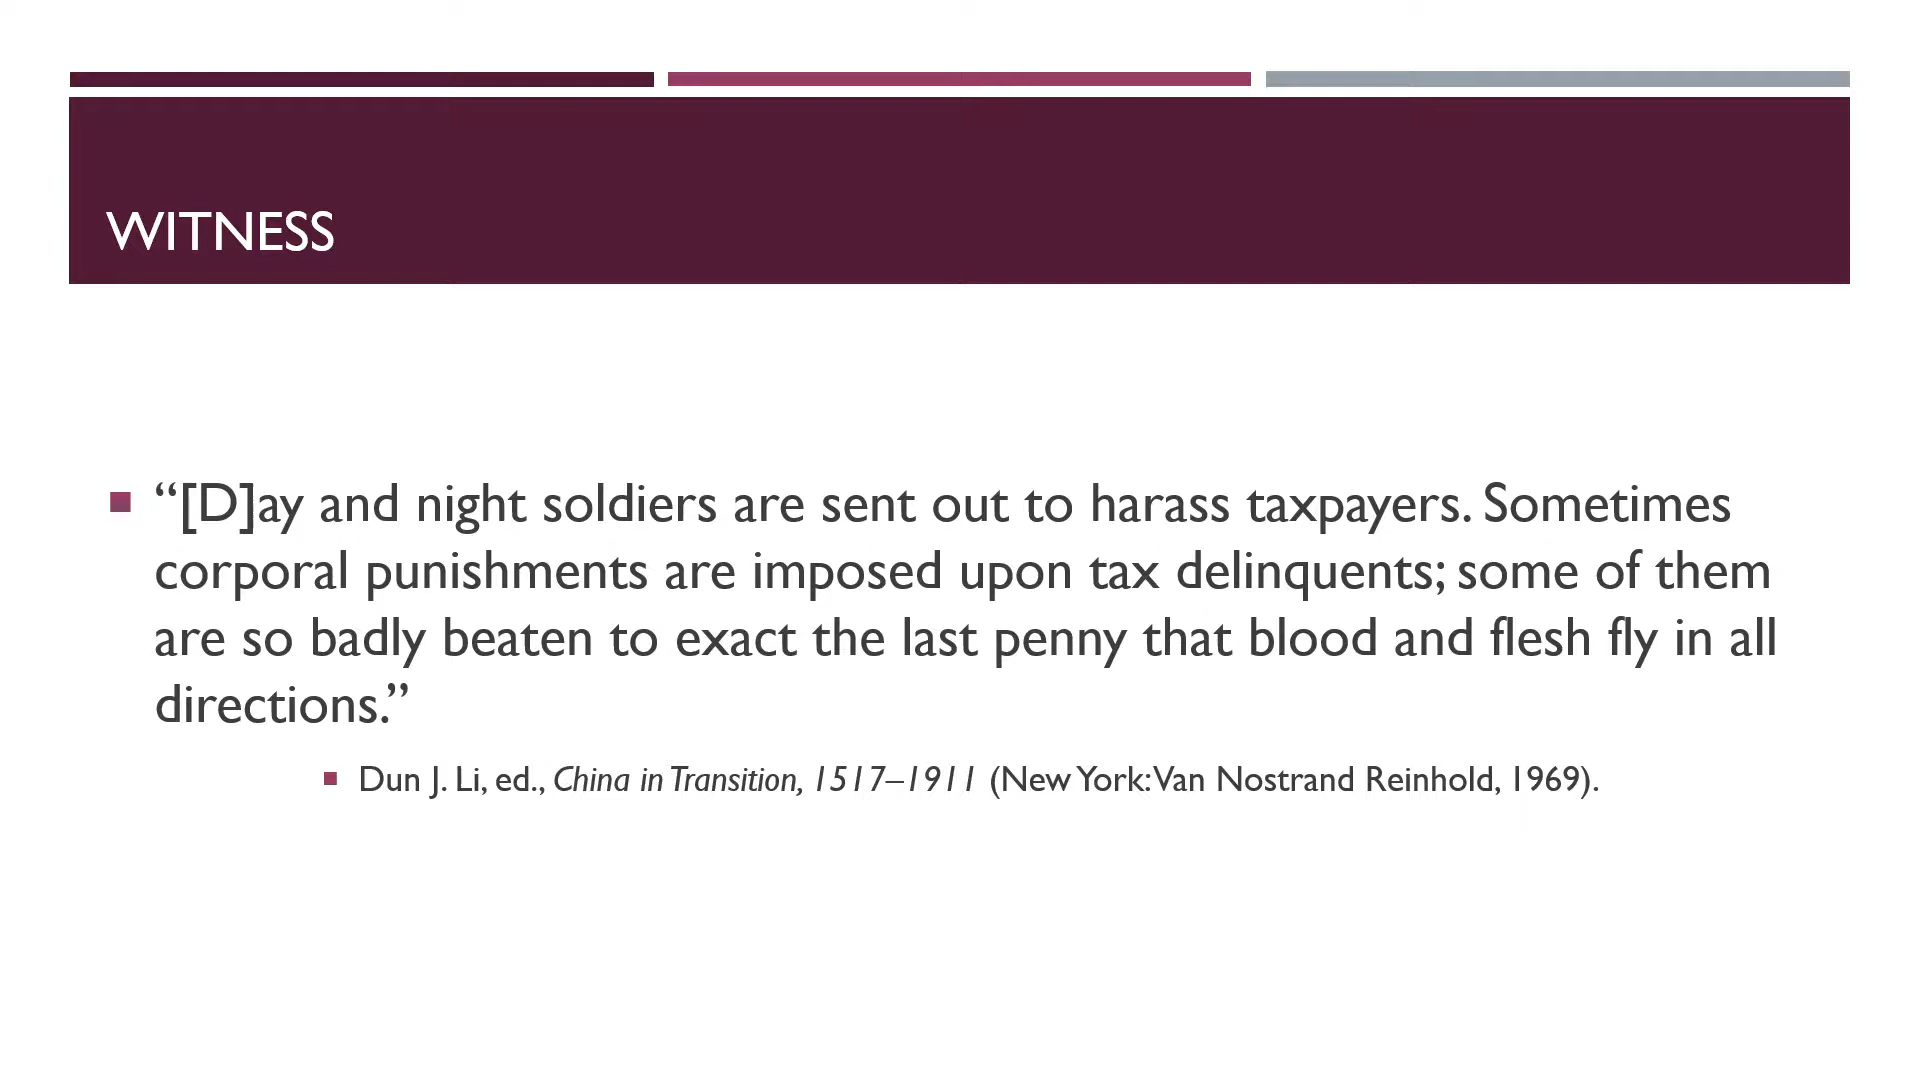 WITNESS
“[D]ay and night soldiers are sent out to harass taxpayers. Sometimes
corporal punishments are imposed upon tax delinquents; some of them
are so badly beaten to exact the last penny that blood and flesh fly in all
directions.”
Dun J. Li, ed., China in Transition, 1517–1911 (New York: Van Nostrand Reinhold, 1969).